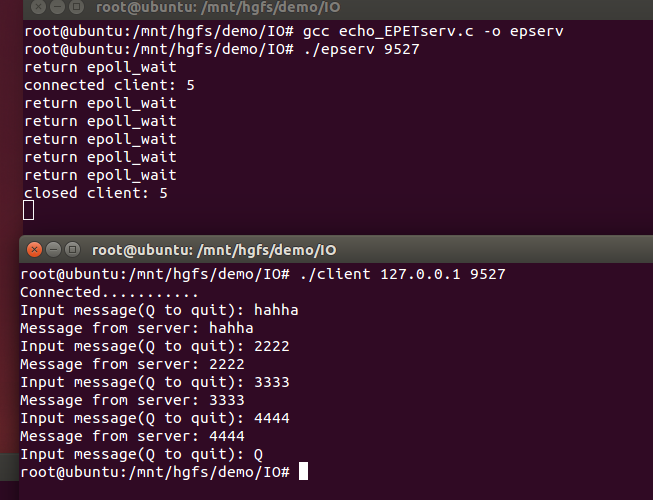 root@ubuntu: /mnt/hgfs/demo/IO
root@ubuntu:/mnt/hgfs/demo/IO# gcc echo_EPETserv.c -o epserv
root@ubuntu:/mnt/hgfs/demo/IO# ./epserv 9527
return epoll_wait
connected client: 5
return epoll_wait
return epoll_wait
return epoll_wait
return epoll_wait
return epoll_wait
closed client: 5
root@ubuntu: /mnt/hgfs/demo/IO
root@ubuntu:/mnt/hgfs/demo/IO# ./client 127.0.0.1 9527
Connected...........
Input message(Q to quit): hahha
Message from server: hahha
Input message(Q to quit): 2222
Message from server: 2222
Input message(Q to quit): 3333
Message from server: 3333
Input message(Q to quit): 4444
Message from server: 4444
Input message(Q to quit): Q
root@ubuntu:/mnt/hgfs/demo/IO#